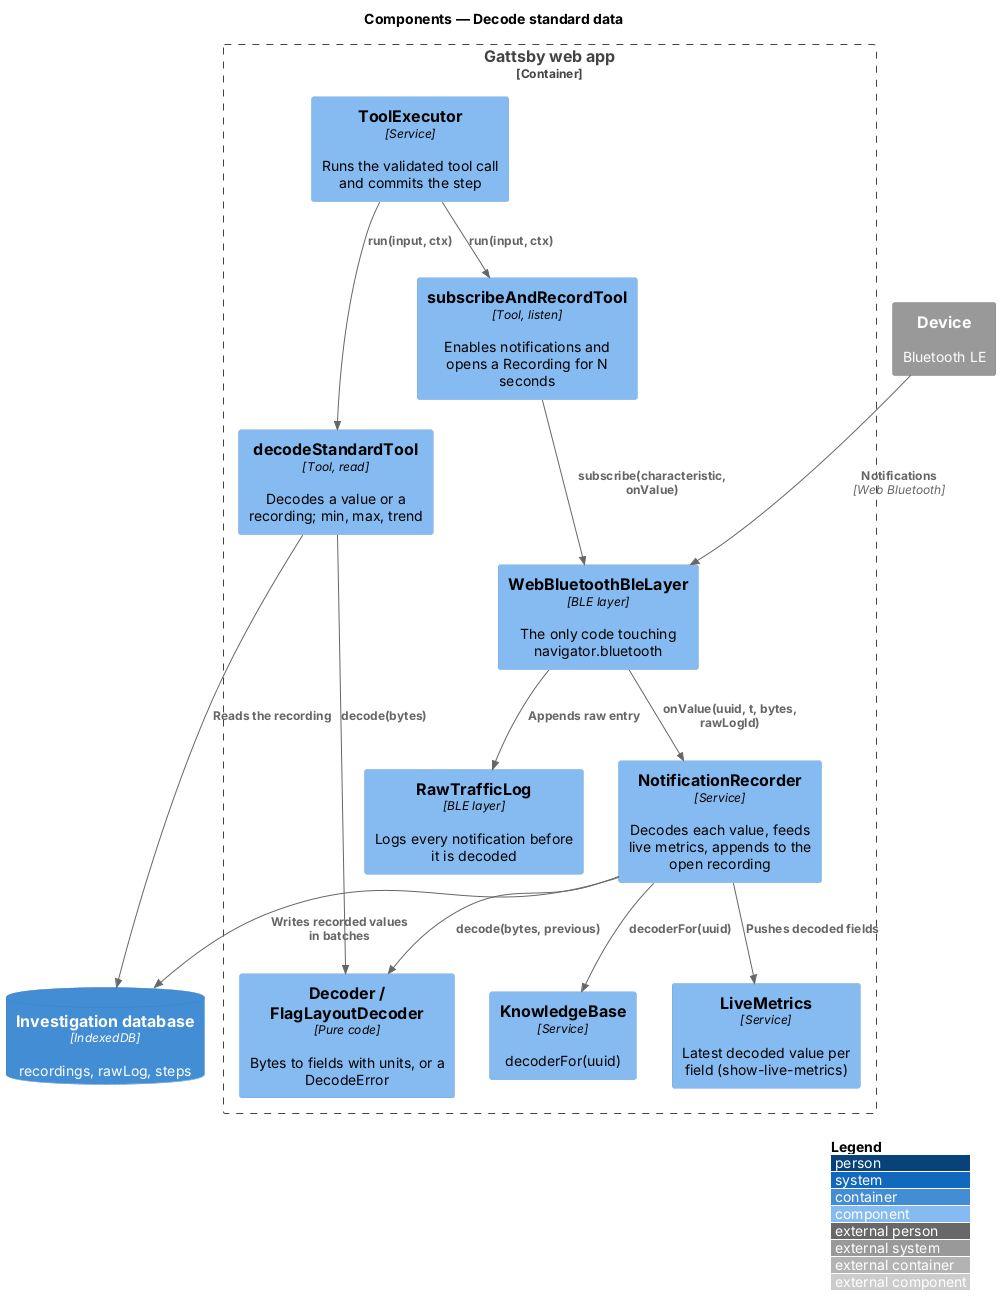 Components — Decode standard data
Gattsby web app
[Container]
ToolExecutor
[Service]
Runs the validated tool call
and commits the step
run(input, ctx)
run(input, ctx)
subscribeAndRecordTool
[Tool, listen]
Enables notifications and
opens a Recording for N
seconds
Device
Bluetooth LE
decodeStandardTool
[Tool, read]
Decodes a value or a
recording; min, max, trend
subscribe(characteristic,
onValue)
Notifications
[Web Bluetooth]
WebBluetoothBleLayer
[BLE layer]
The only code touching
navigator.bluetooth
Reads the recording
decode(bytes)
Appends raw entry
onValue(uuid, t, bytes,
rawLogId)
RawTrafficLog
[BLE layer]
Logs every notification before
it is decoded
NotificationRecorder
[Service]
Decodes each value, feeds
live metrics, appends to the
open recording
Writes recorded values
in batches
decode(bytes, previous)
decoderFor(uuid)
Pushes decoded fields
Investigation database
[IndexedDB]
recordings, rawLog, steps
Decoder /
FlagLayoutDecoder
[Pure code]
Bytes to fields with units, or a
DecodeError
KnowledgeBase
[Service]
decoderFor(uuid)
LiveMetrics
[Service]
Latest decoded value per
field (show-live-metrics)
Legend
person
system
container
component
external person
external system
external container
external component